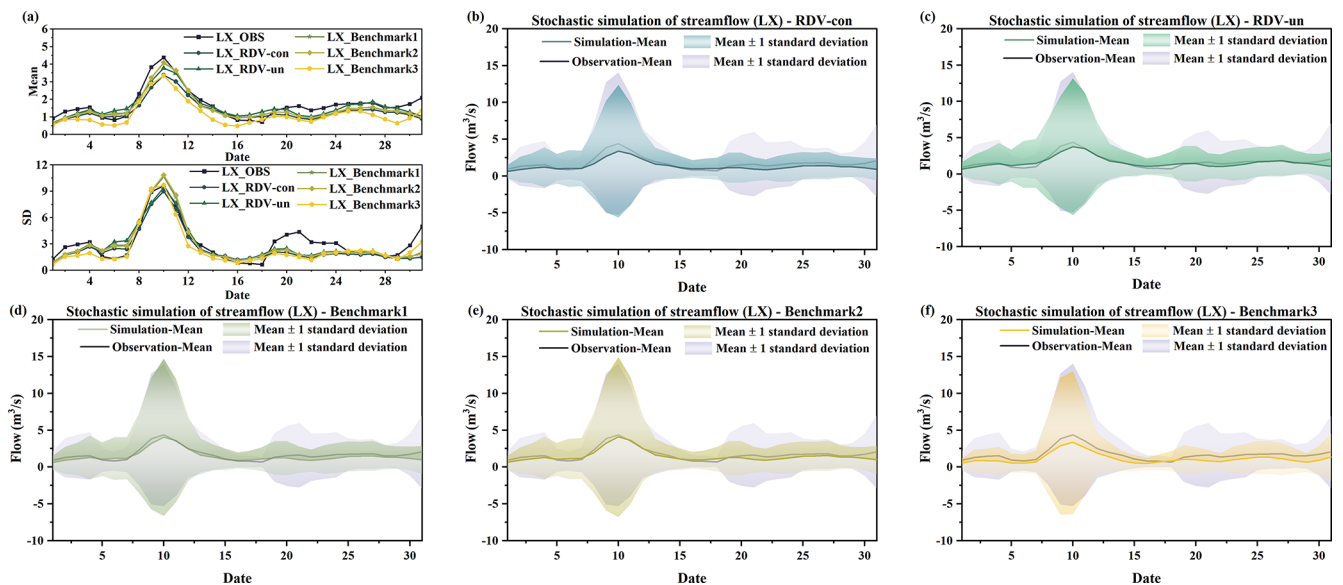 (a)
LX_OBS
LX_Benchmark1
LX_RDV-con
LX_Benchmark2
LX_RDV-un
LX_Benchmark3
6
5
4
3
2
1
0
Mean
4 8 12 16 20 24 28
Date
LX_OBS
LX_Benchmark1
LX_RDV-con
LX_Benchmark2
LX_RDV-un
LX_Benchmark3
12
9
6
3
0
SD
4 8 12 16 20 24 28
Date
(b)
Stochastic simulation of streamflow (LX) - RDV-con
Simulation-Mean Mean ± 1 standard deviation
Observation-Mean Mean ± 1 standard deviation
20
15
10
5
0
-5
-10
Flow (m³/s)
5 10 15 20 25 30
Date
(c)
Stochastic simulation of streamflow (LX) - RDV-un
Simulation-Mean Mean ± 1 standard deviation
Observation-Mean Mean ± 1 standard deviation
20
15
10
5
0
-5
-10
Flow (m³/s)
5 10 15 20 25 30
Date
(d)
Stochastic simulation of streamflow (LX) - Benchmark1
Simulation-Mean Mean ± 1 standard deviation
Observation-Mean Mean ± 1 standard deviation
20
15
10
5
0
-5
-10
Flow (m³/s)
5 10 15 20 25 30
Date
(e)
Stochastic simulation of streamflow (LX) - Benchmark2
Simulation-Mean Mean ± 1 standard deviation
Observation-Mean Mean ± 1 standard deviation
20
15
10
5
0
-5
-10
Flow (m³/s)
5 10 15 20 25 30
Date
(f)
Stochastic simulation of streamflow (LX) - Benchmark3
Simulation-Mean Mean ± 1 standard deviation
Observation-Mean Mean ± 1 standard deviation
20
15
10
5
0
-5
-10
Flow (m³/s)
5 10 15 20 25 30
Date